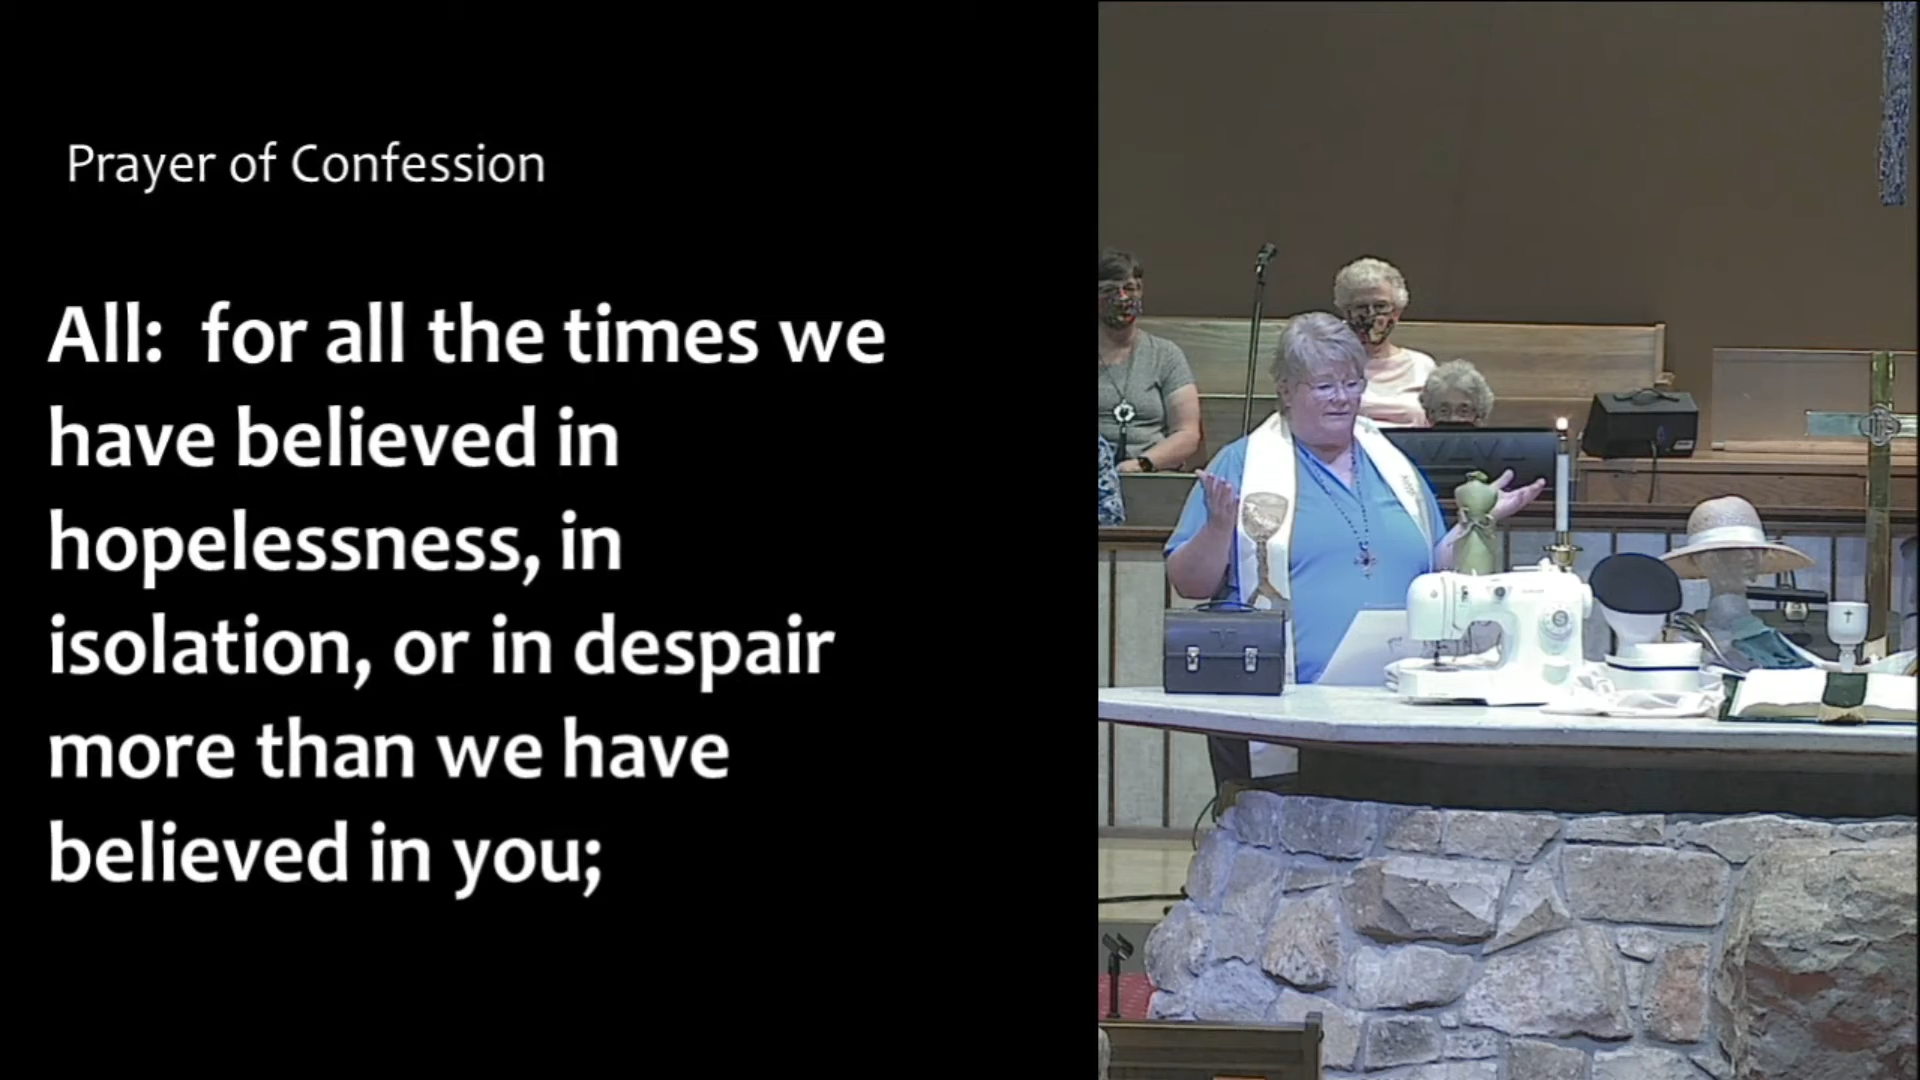 Prayer of Confession
All: for all the times we
have believed in
hopelessness, in
isolation, or in despair
more than we have
believed in you;